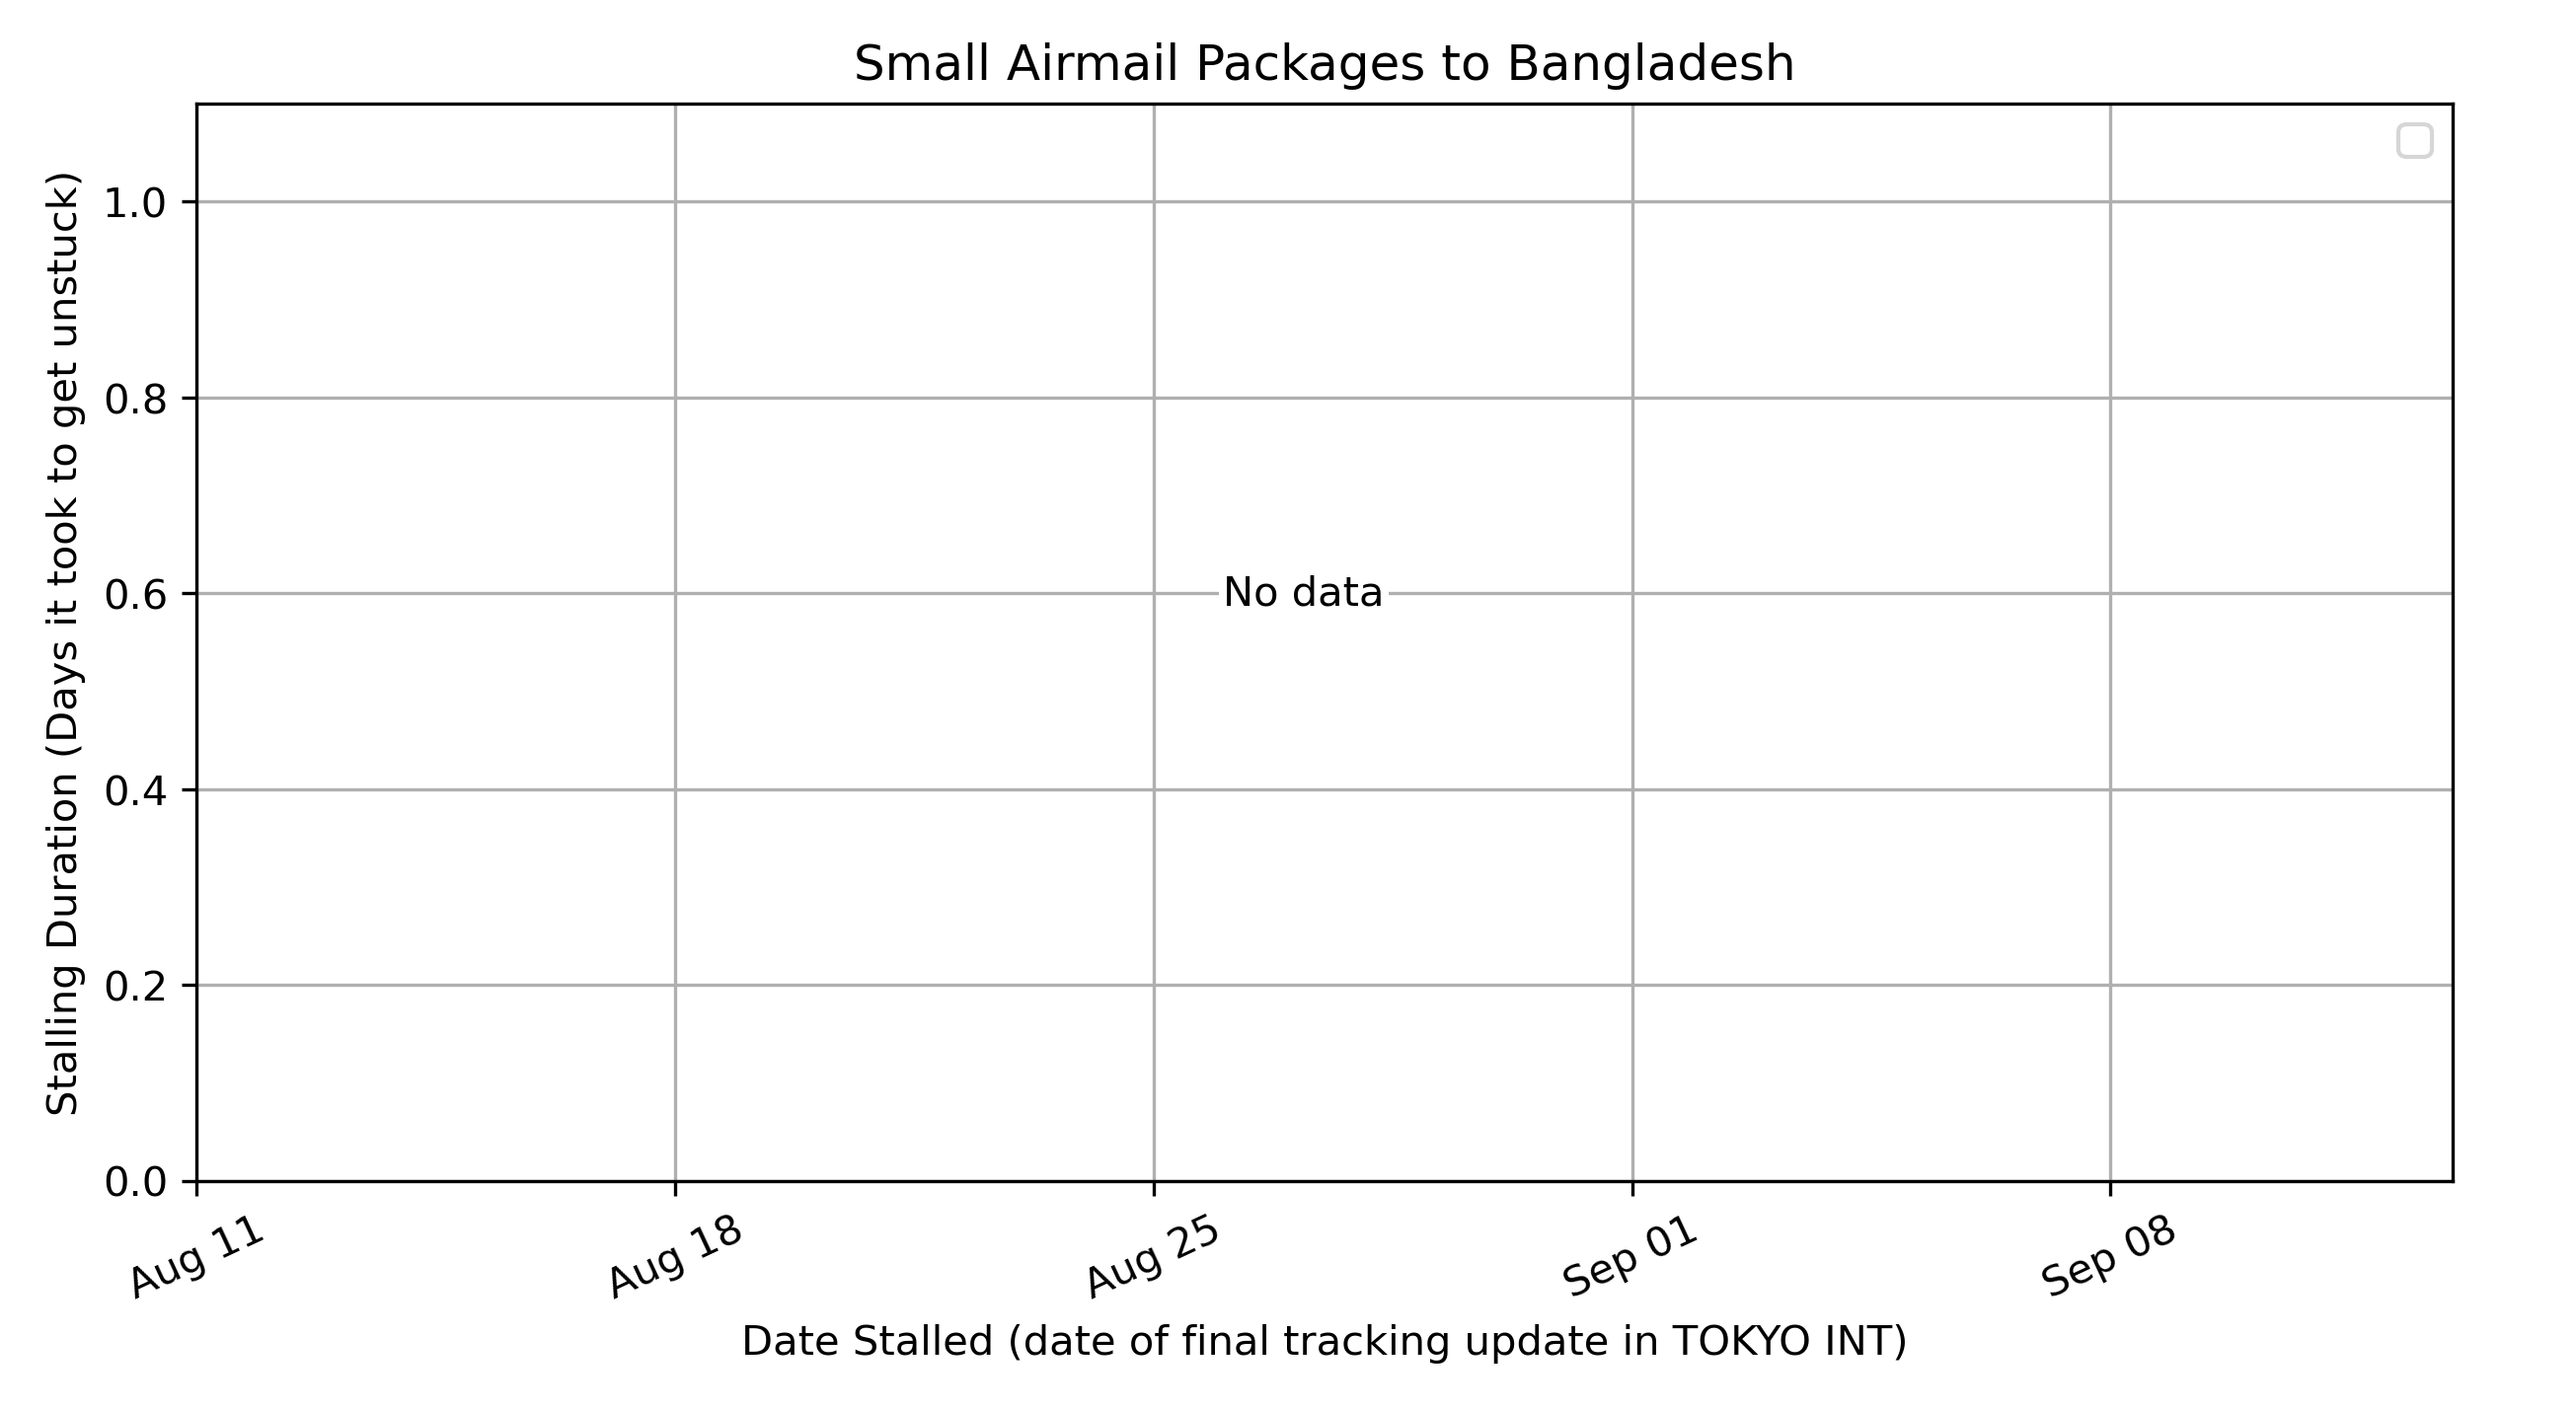 Small Airmail Packages to Bangladesh
Stalling Duration (Days it took to get unstuck)
1.0
0.8
0.6
0.4
0.2
0.0
No data
Aug 11
Aug 18
Aug 25
Sep 01
Sep 08
Date Stalled (date of final tracking update in TOKYO INT)